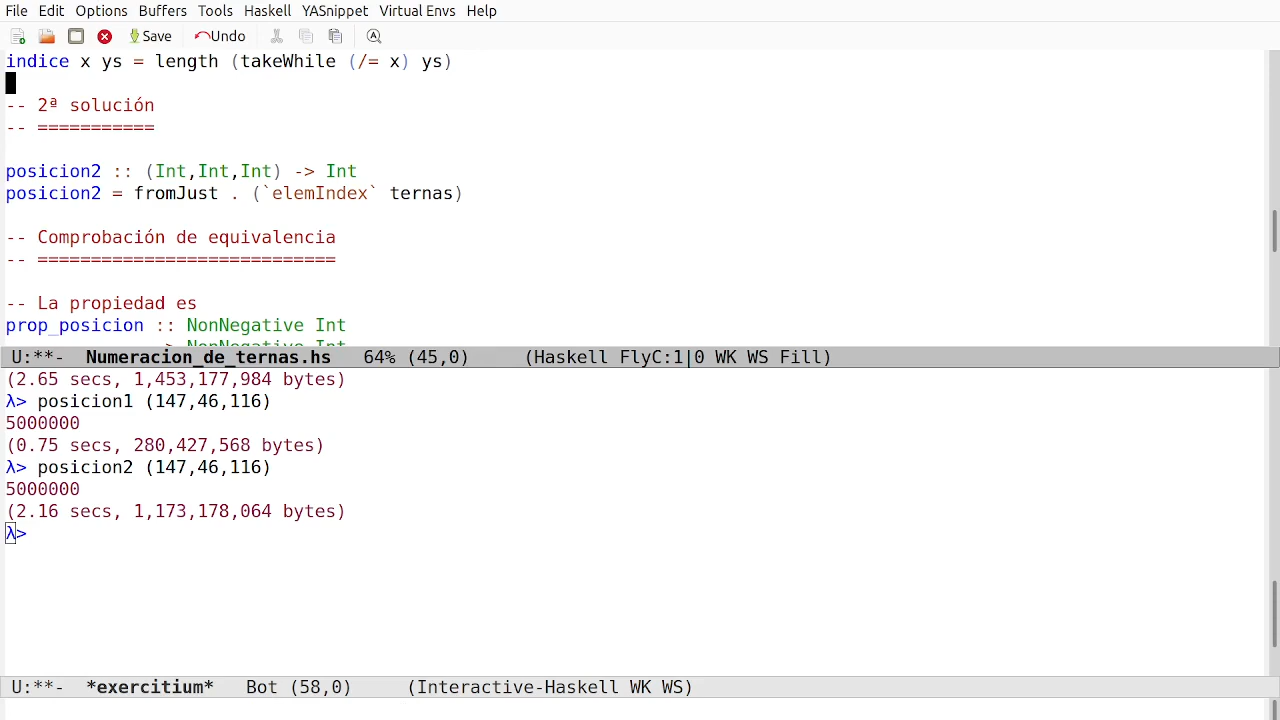 File Edit Options Buffers Tools Haskell YASnippet Virtual Envs Help
Save Undo
indice x ys = length (takeWhile (/= x) ys)
-- 2ª solución
-- ===========
posicion2 :: (Int,Int,Int) -> Int
posicion2 = fromJust . (`elemIndex` ternas)
-- Comprobación de equivalencia
-- ============================
-- La propiedad es
prop_posicion :: NonNegative Int
-> NonNegative Int
U:**- Numeracion_de_ternas.hs 64% (45,0) (Haskell FlyC:1|0 WK WS Fill)
(2.65 secs, 1,453,177,984 bytes)
λ> posicion1 (147,46,116)
5000000
(0.75 secs, 280,427,568 bytes)
λ> posicion2 (147,46,116)
5000000
(2.16 secs, 1,173,178,064 bytes)
λ>
U:**- *exercitium* Bot (58,0) (Interactive-Haskell WK WS)